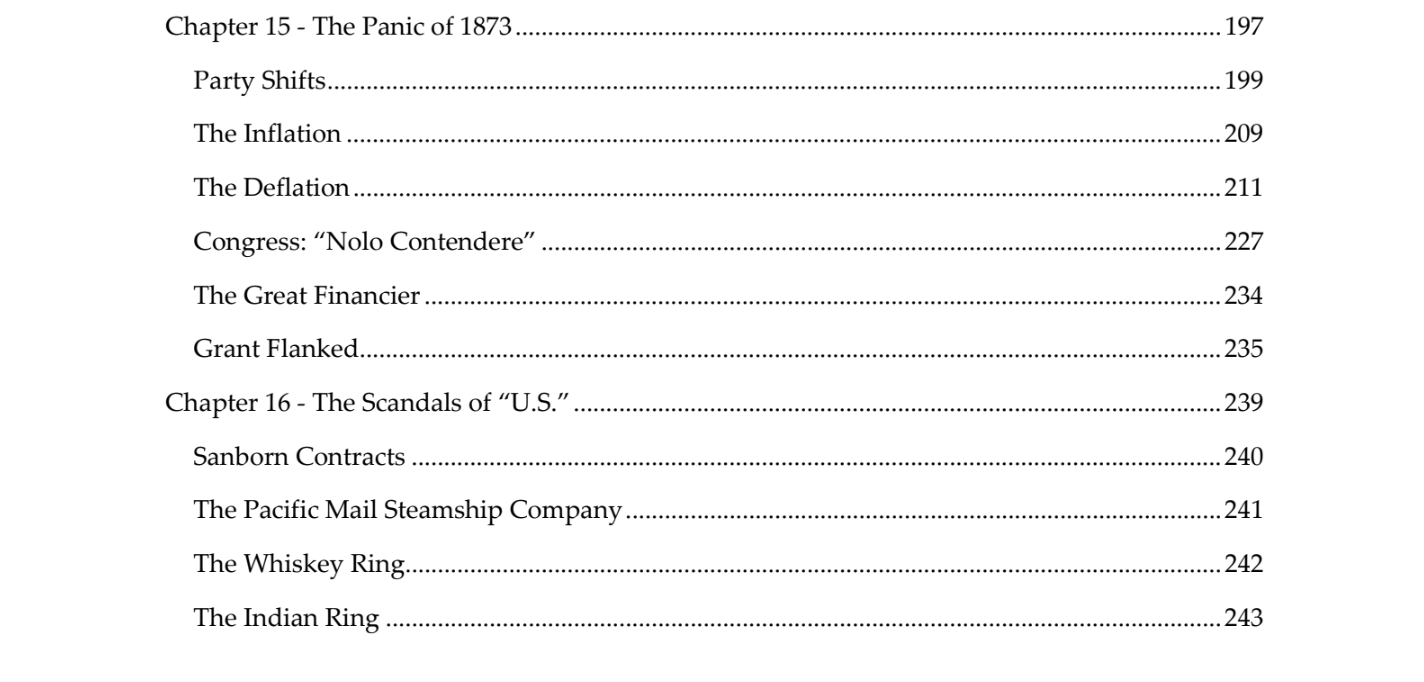 Chapter 15 - The Panic of 1873 ........ 197
Party Shifts ........ 199
The Inflation ........ 209
The Deflation ........ 211
Congress: “Nolo Contendere” ........ 227
The Great Financier ........ 234
Grant Flanked ........ 235
Chapter 16 - The Scandals of “U.S.” ........ 239
Sanborn Contracts ........ 240
The Pacific Mail Steamship Company ........ 241
The Whiskey Ring ........ 242
The Indian Ring ........ 243